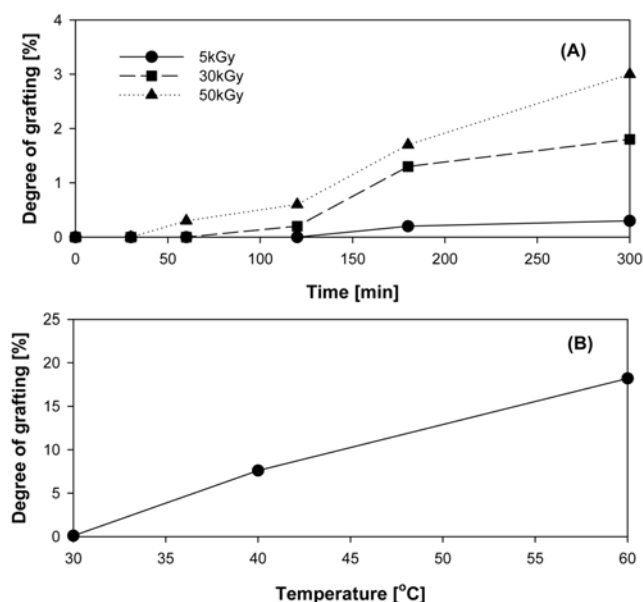 (A)
5kGy
30kGy
50kGy
Degree of grafting [%]
4
3
2
1
0
0 50 100 150 200 250 300
Time [min]
(B)
Degree of grafting [%]
25
20
15
10
5
0
30 35 40 45 50 55 60
Temperature [°C]